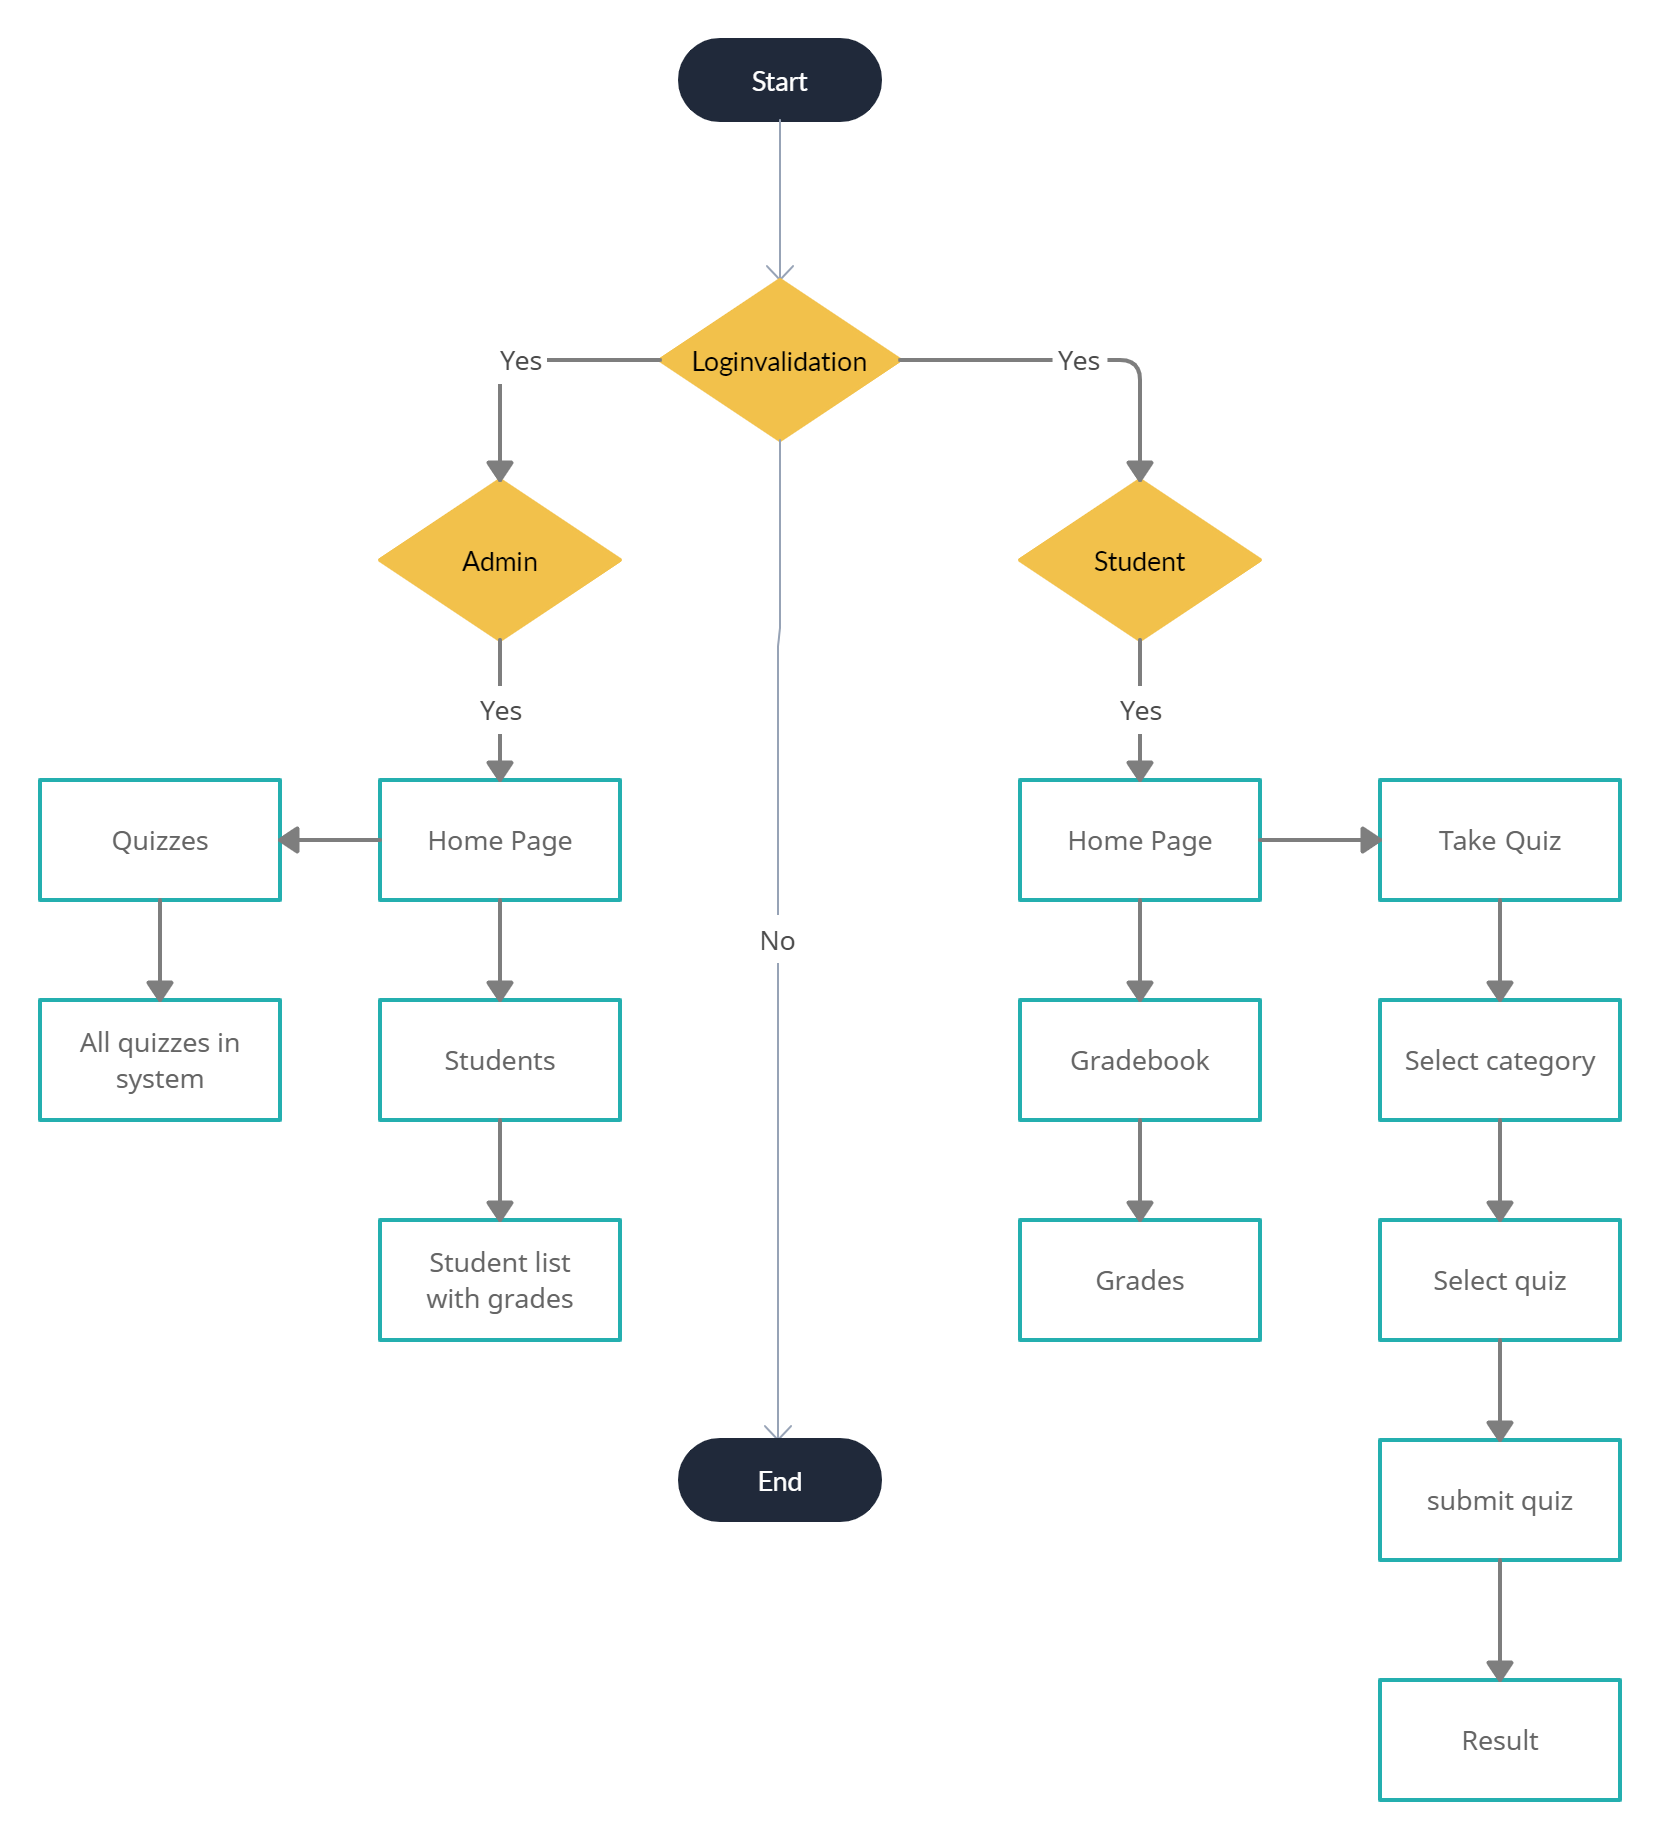 Start
Yes
Loginvalidation
Yes
Admin
Student
Yes
Yes
Quizzes
Home Page
Home Page
Take Quiz
No
All quizzes in
system
Students
Gradebook
Select category
Student list
with grades
Grades
Select quiz
End
submit quiz
Result